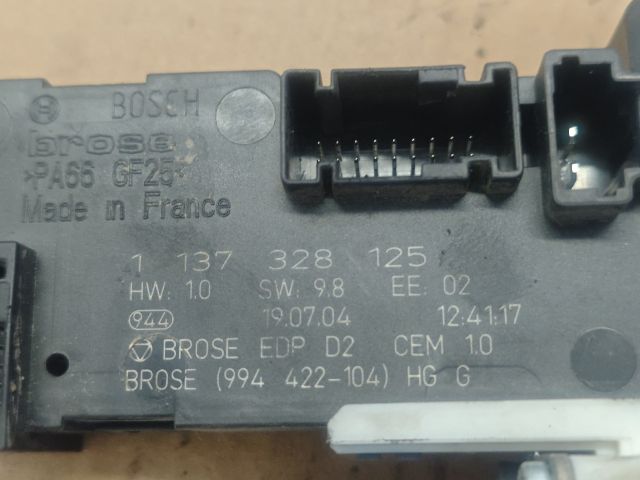 BOSCH
brose
>PA66 GF25<
Made in France
1 137 328 125
HW: 1.0 SW: 9.8 EE: 02
944 19.07.04 12:41:17
BROSE EDP D2 CEM 1.0
BROSE (994 422-104) HG G